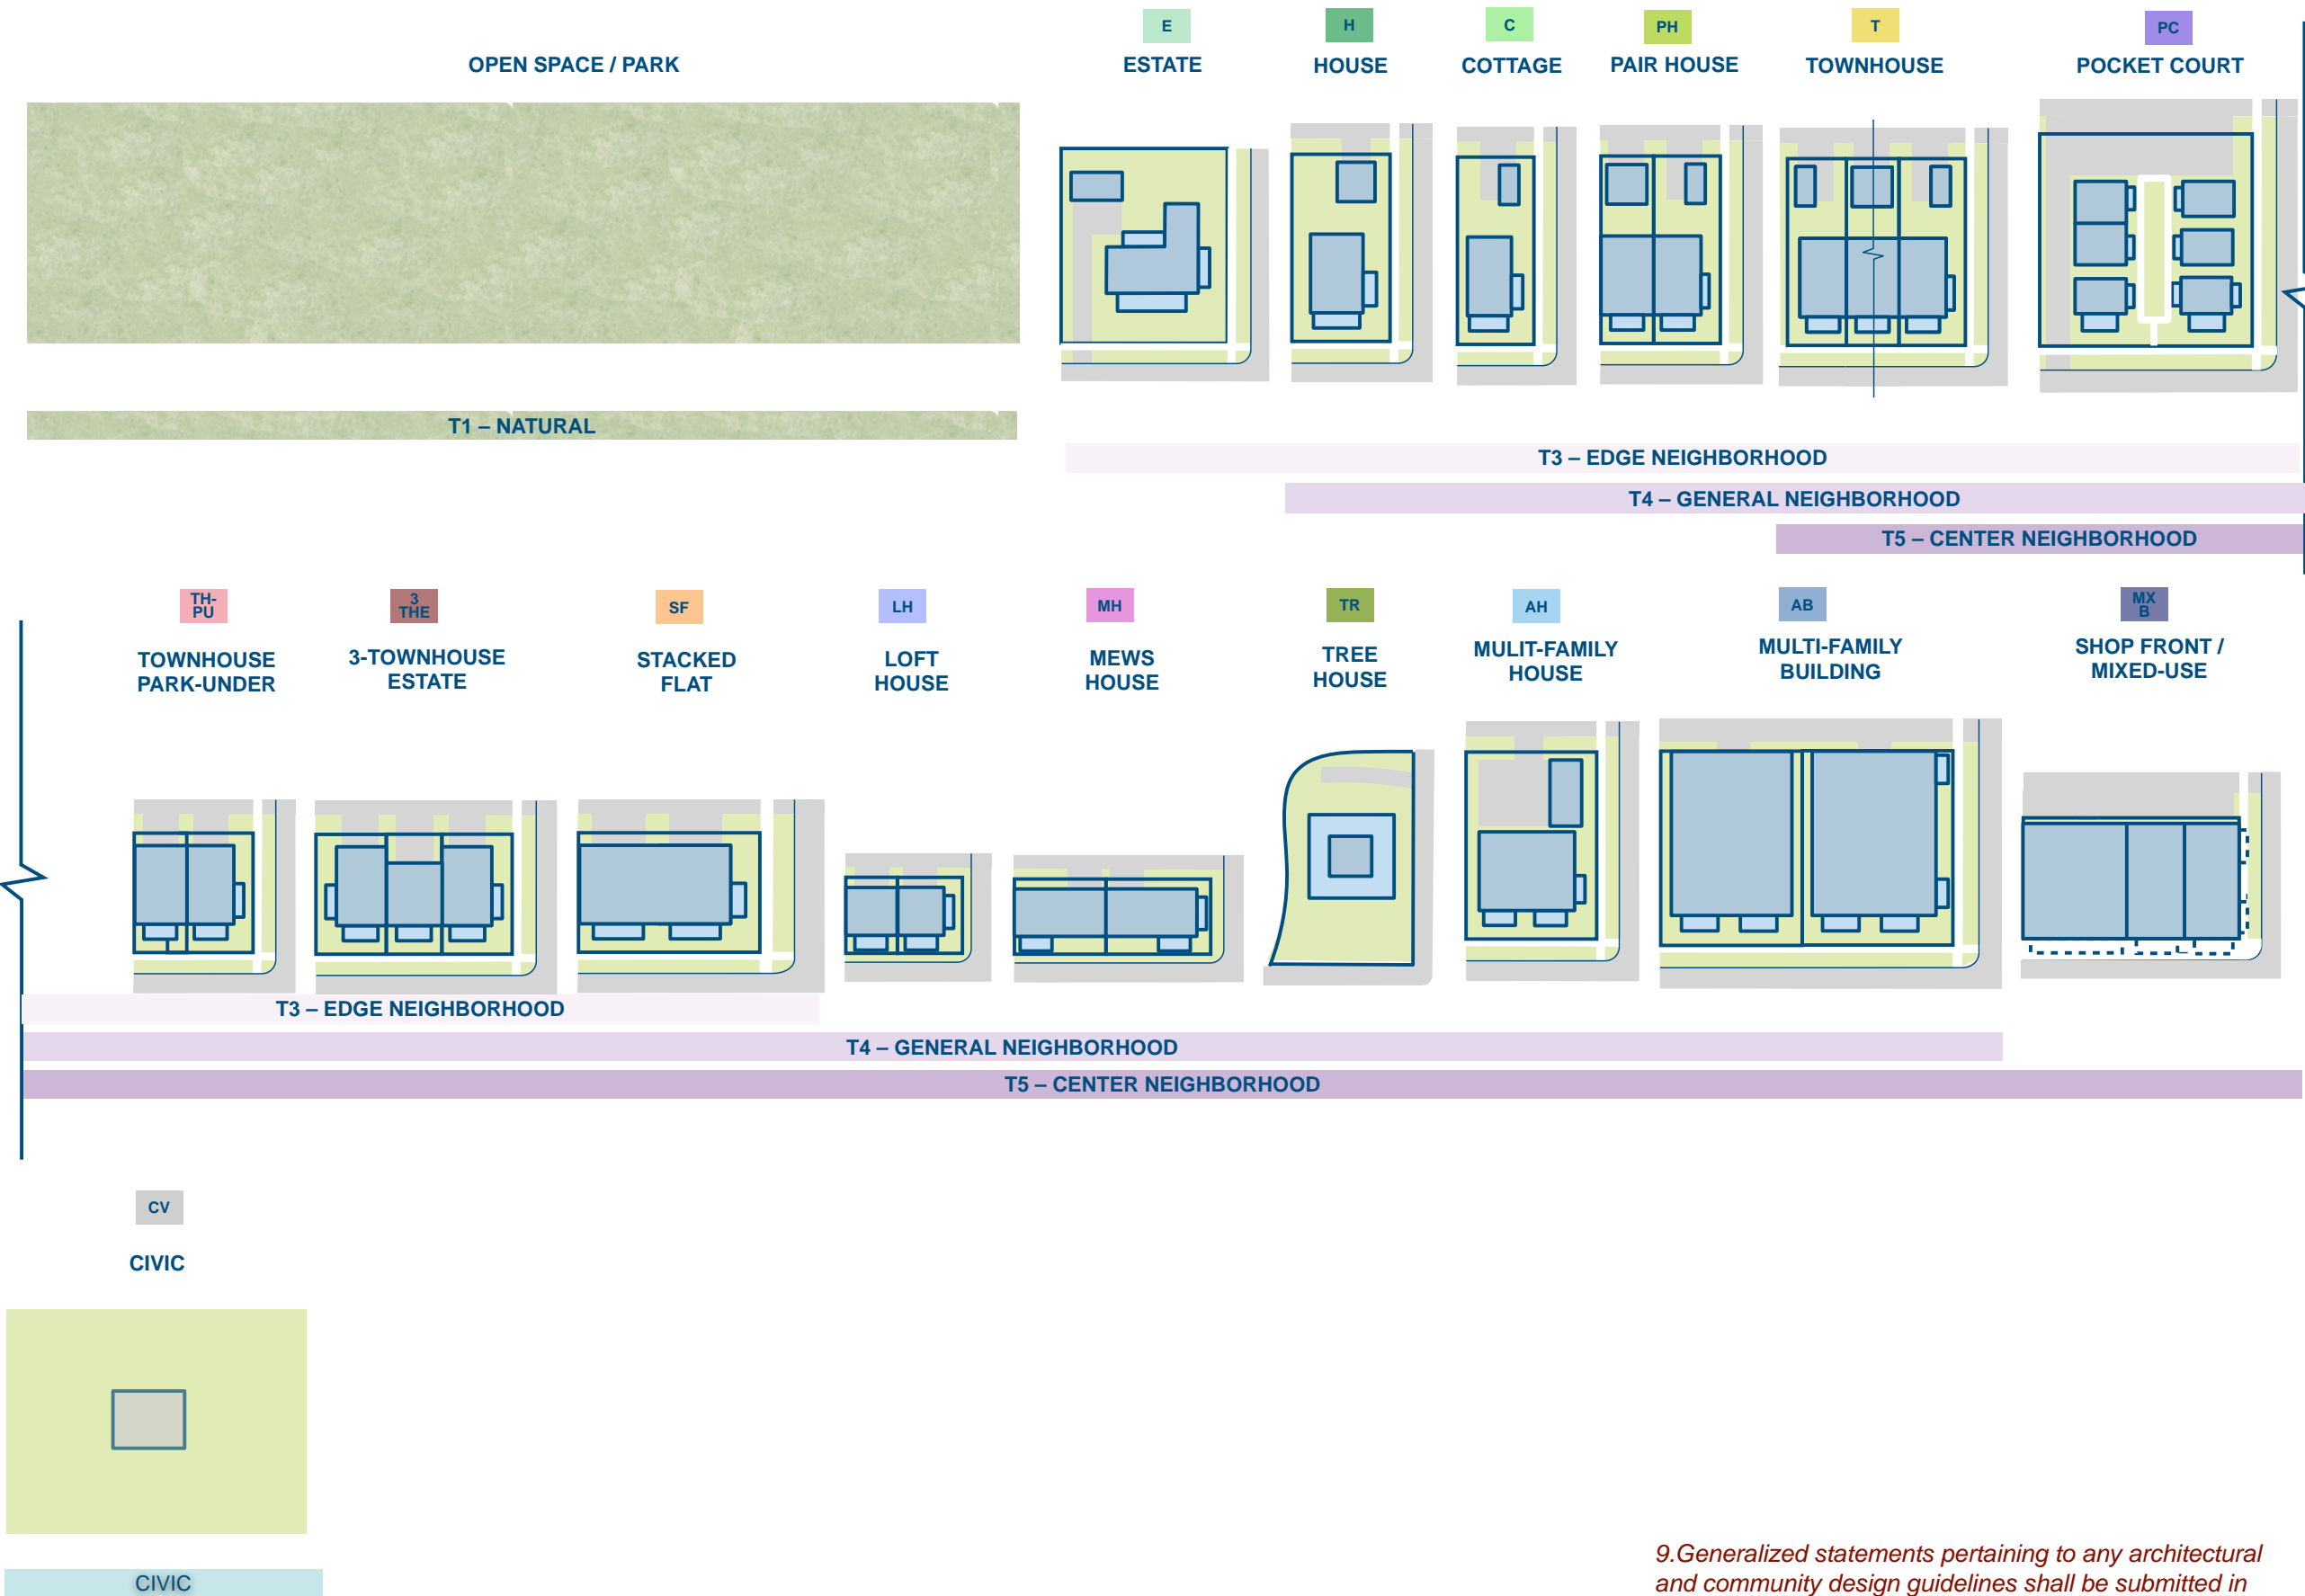 E
H
C
PH
T
PC
OPEN SPACE / PARK
ESTATE
HOUSE
COTTAGE
PAIR HOUSE
TOWNHOUSE
POCKET COURT
T1 – NATURAL
T3 – EDGE NEIGHBORHOOD
T4 – GENERAL NEIGHBORHOOD
T5 – CENTER NEIGHBORHOOD
TH-
PU
3
THE
SF
LH
MH
TR
AH
AB
MX
B
TOWNHOUSE
PARK-UNDER
3-TOWNHOUSE
ESTATE
STACKED
FLAT
LOFT
HOUSE
MEWS
HOUSE
TREE
HOUSE
MULIT-FAMILY
HOUSE
MULTI-FAMILY
BUILDING
SHOP FRONT /
MIXED-USE
T3 – EDGE NEIGHBORHOOD
T4 – GENERAL NEIGHBORHOOD
T5 – CENTER NEIGHBORHOOD
CV
CIVIC
CIVIC
9.Generalized statements pertaining to any architectural
and community design guidelines shall be submitted in